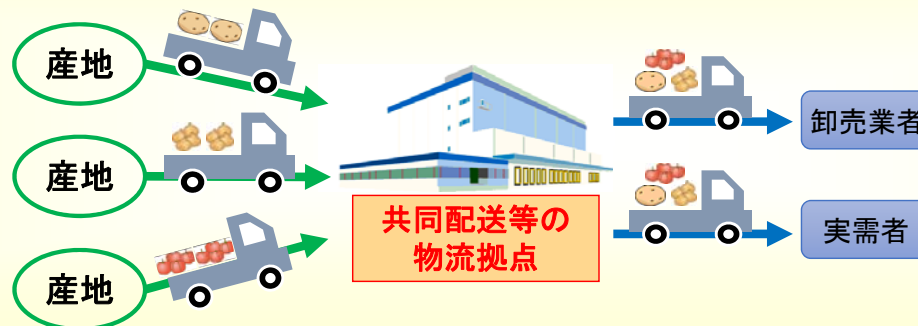 産地
産地
産地
共同配送等の
物流拠点
卸売業者
実需者